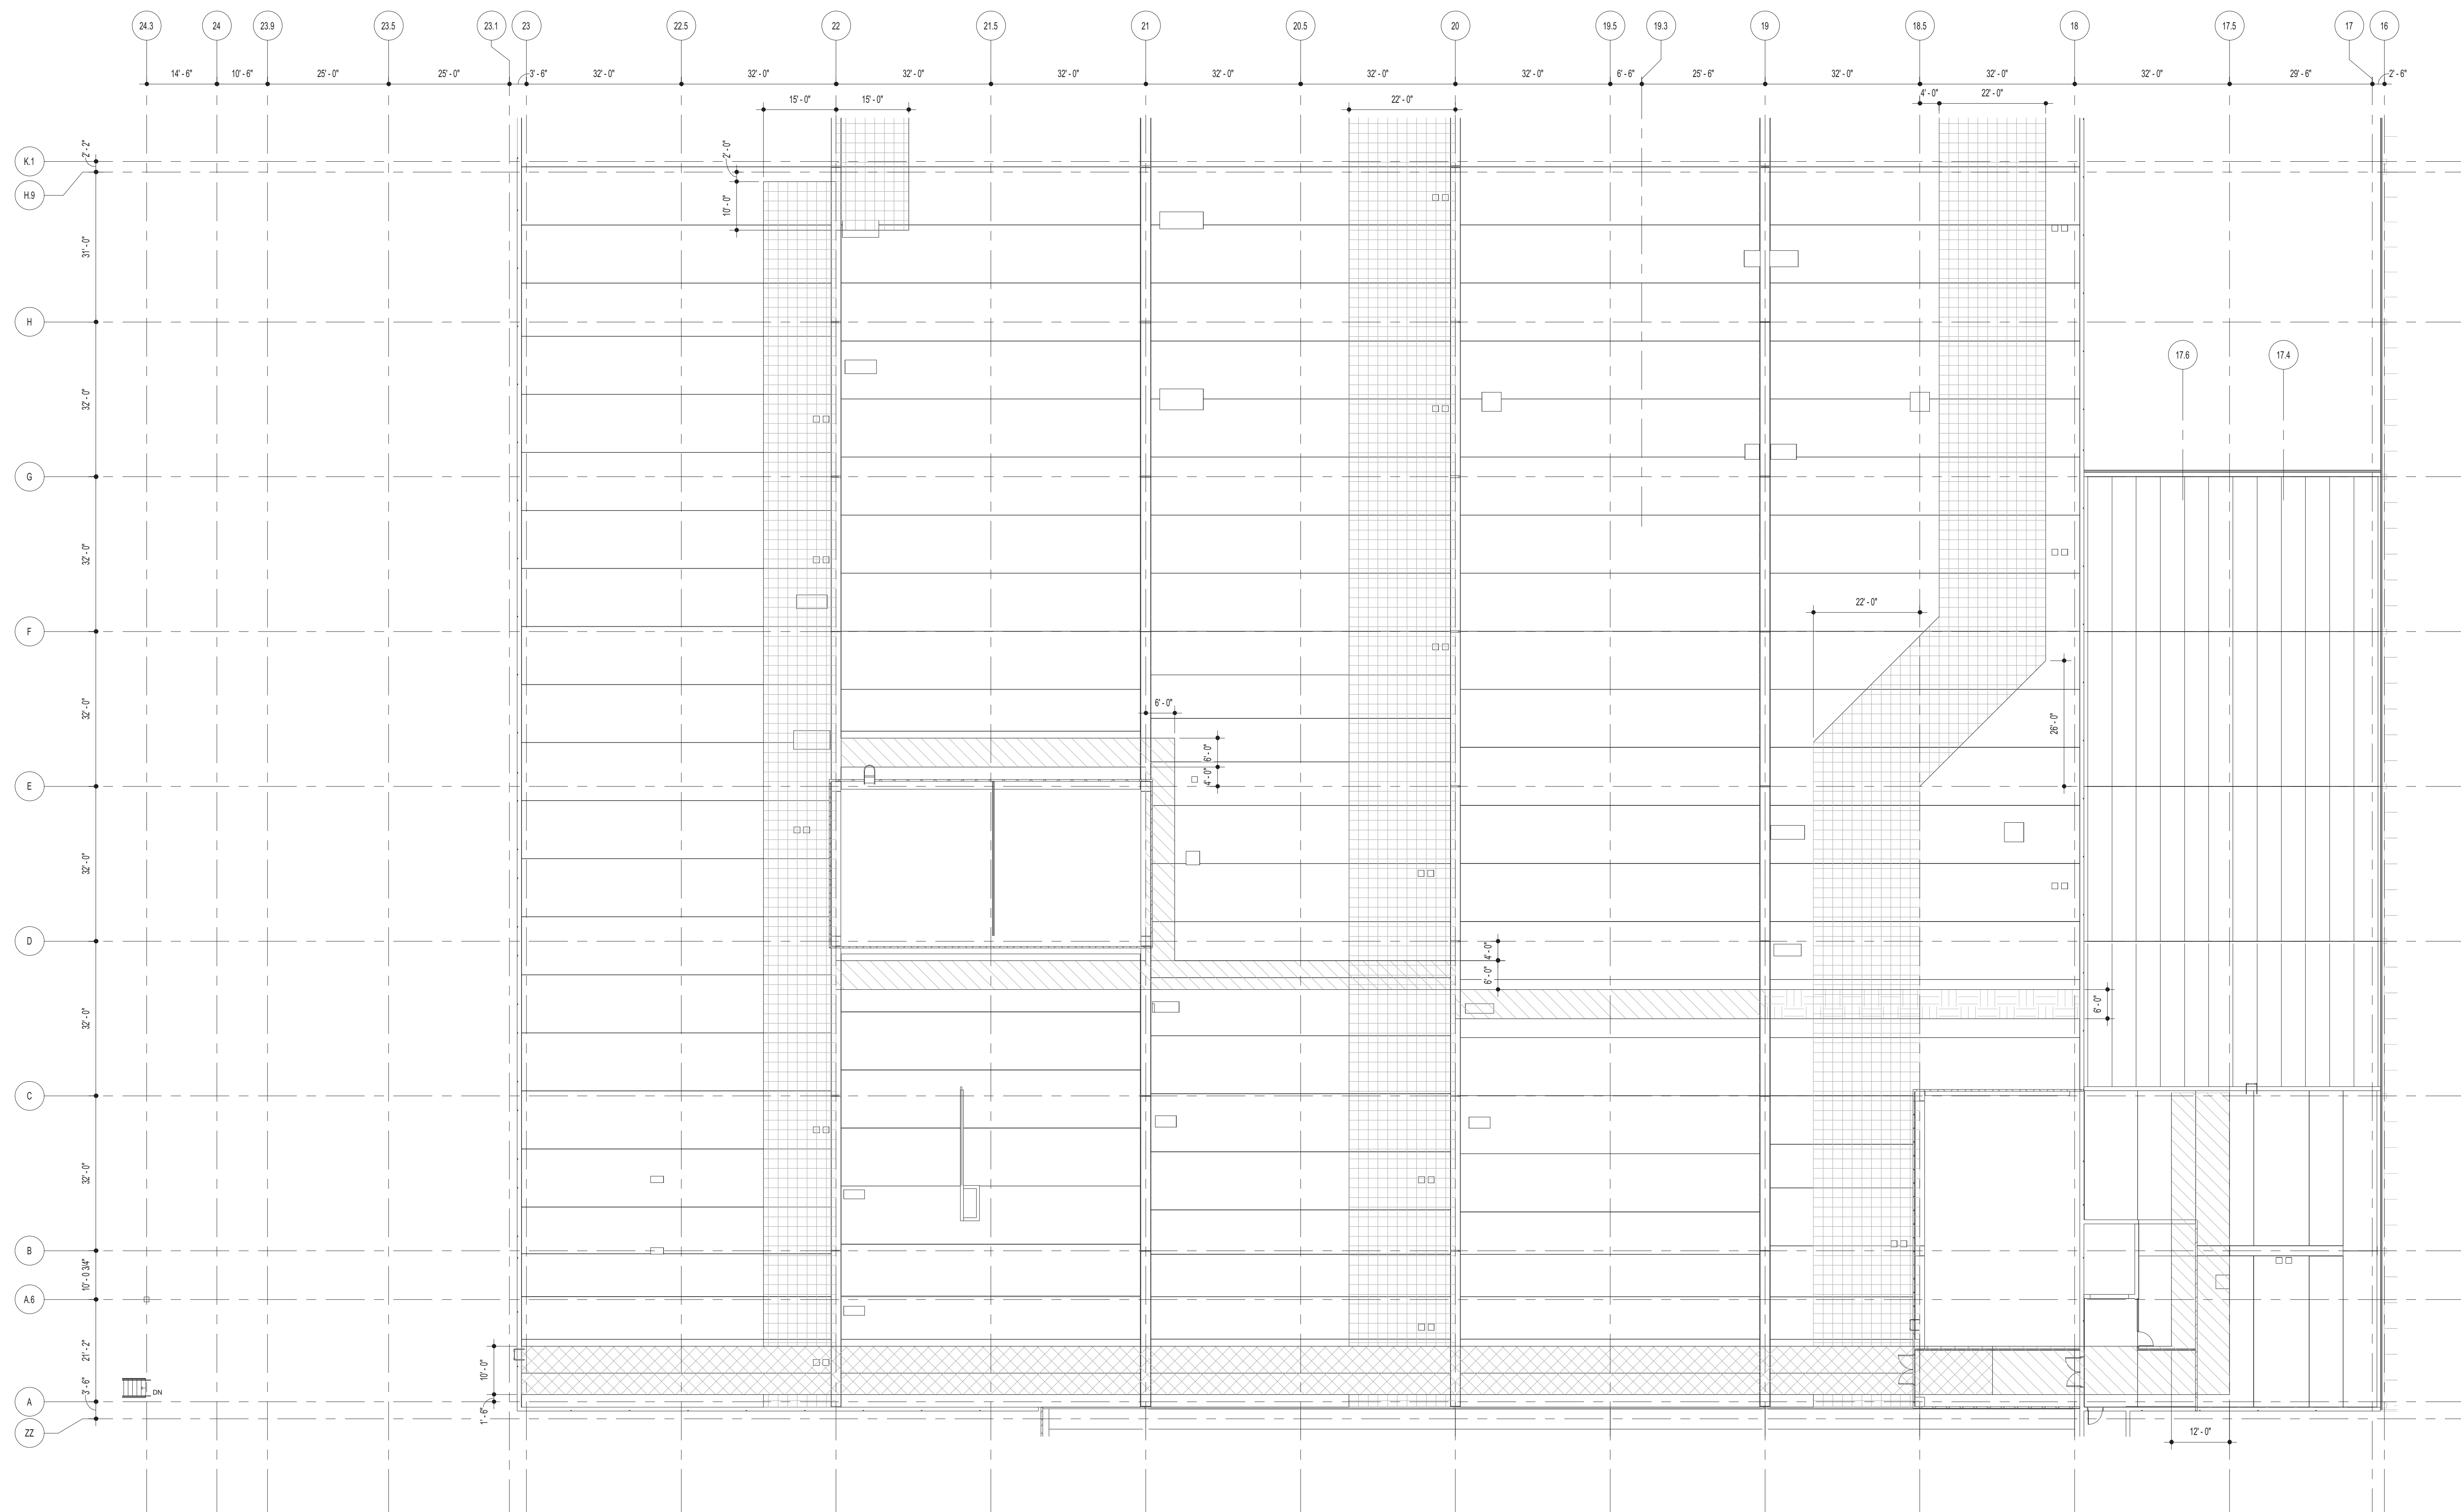 24.3 24 23.9 23.5 23.1 23 22.5 22 21.5 21 20.5 20 19.5 19.3 19 18.5 18 17.5 17 16
14' - 6" 10' - 6" 25' - 0" 25' - 0" 3' - 6" 32' - 0" 32' - 0" 32' - 0" 32' - 0" 32' - 0" 32' - 0" 32' - 0" 6' - 6" 25' - 6" 32' - 0" 32' - 0" 32' - 0" 29' - 6" 2' - 6"
15' - 0" 15' - 0" 22' - 0" 4' - 0" 22' - 0"
K.1
2' - 2"
2' - 0"
H.9
10' - 0"
31' - 0"
H
17.6 17.4
32' - 0"
G
32' - 0"
22' - 0"
F
32' - 0"
6' - 0"
26' - 0"
6' - 0"
4' - 0"
E
32' - 0"
D
4' - 0"
6' - 0"
6' - 0"
32' - 0"
C
32' - 0"
B
10' - 0 3/4"
A.6
21' - 2"
10' - 0"
3' - 6"
DN
A
1' - 6"
ZZ
12' - 0"